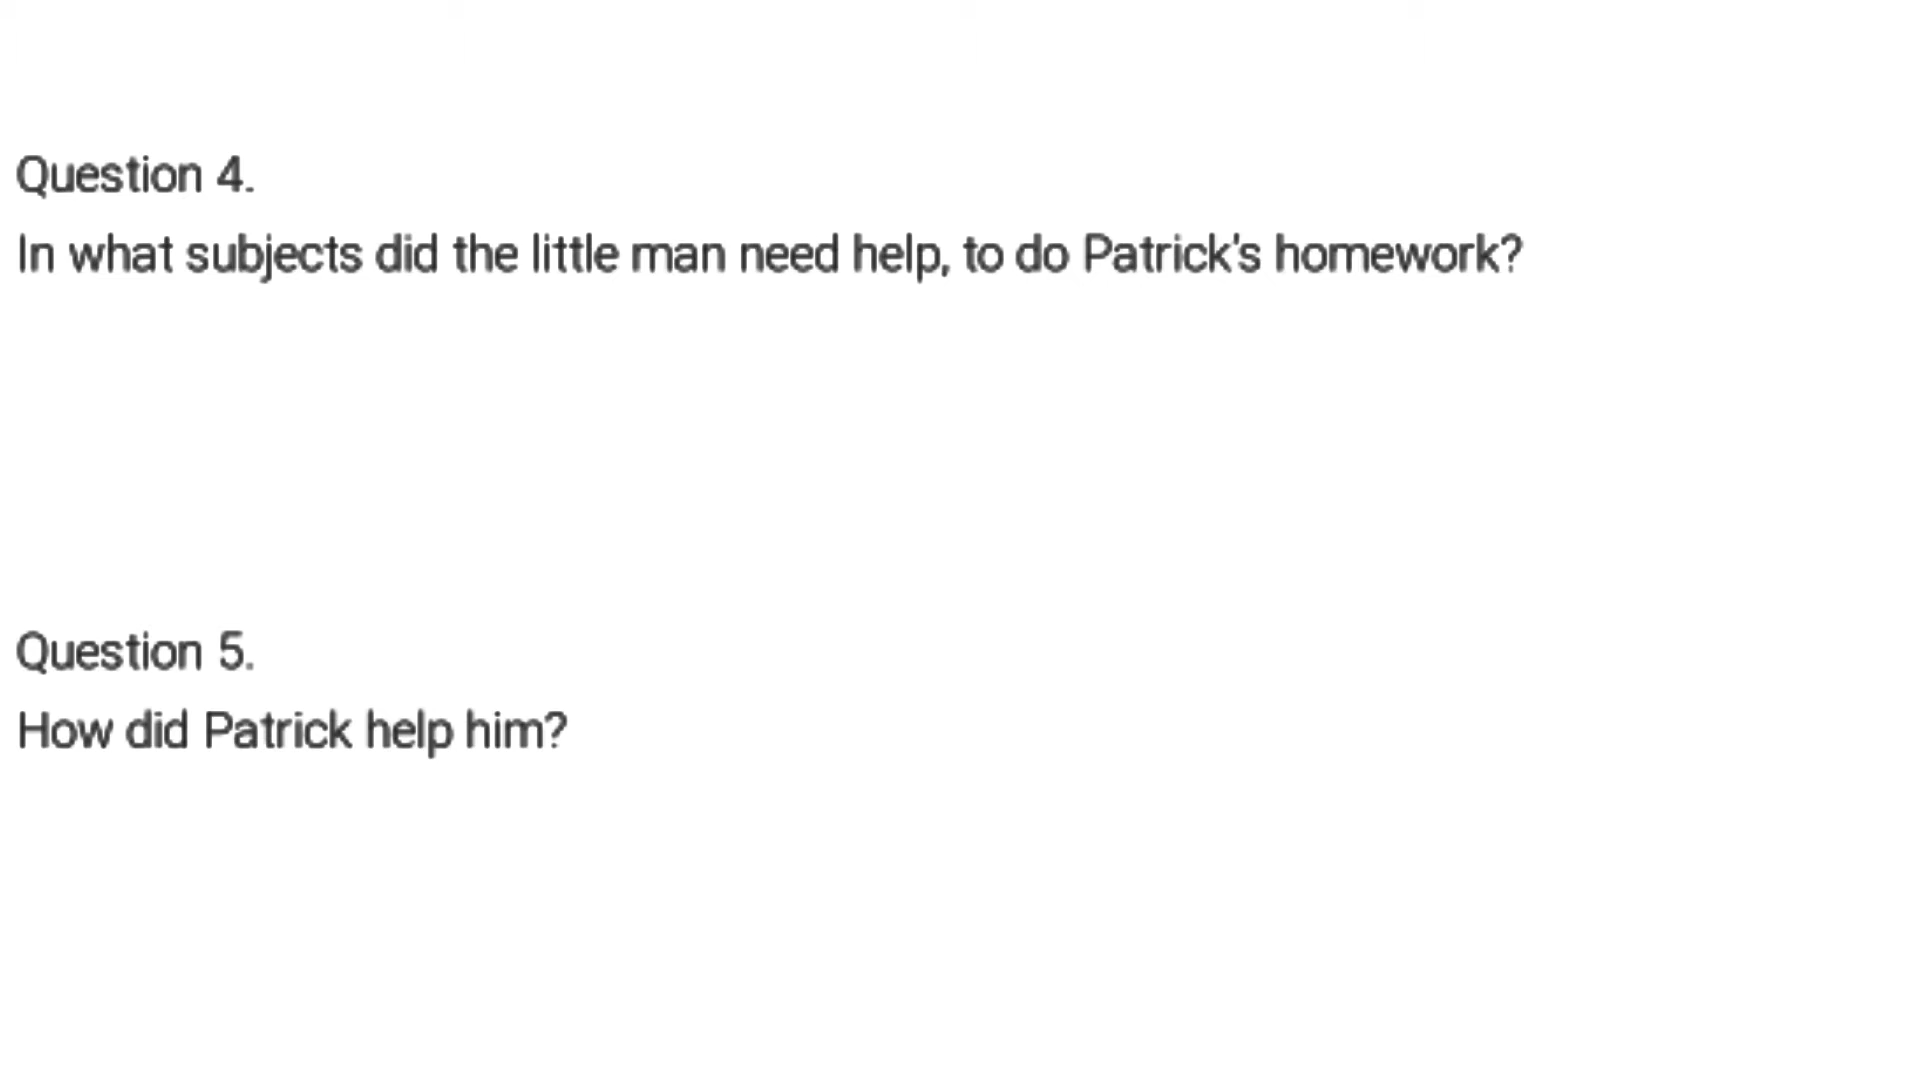 Question 4.
In what subjects did the little man need help, to do Patrick's homework?
Question 5.
How did Patrick help him?